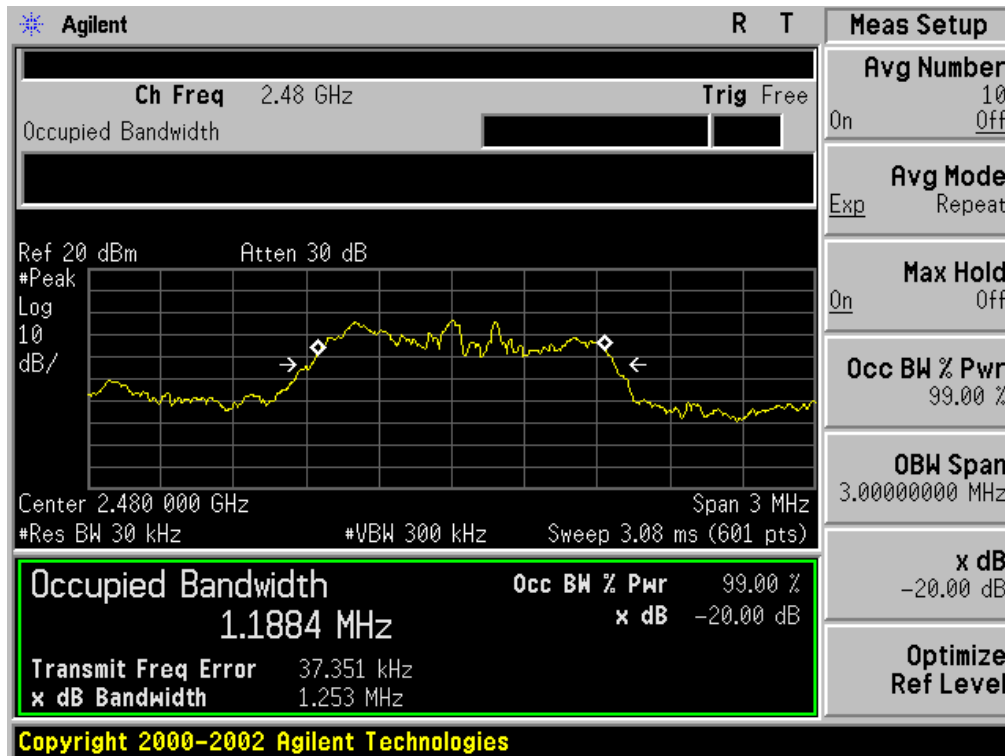 Agilent R T
Ch Freq 2.48 GHz Trig Free
Occupied Bandwidth
Ref 20 dBm Atten 30 dB
#Peak
Log
10
dB/
Center 2.480 000 GHz Span 3 MHz
#Res BW 30 kHz #VBW 300 kHz Sweep 3.08 ms (601 pts)
Occupied Bandwidth
1.1884 MHz
Occ BW % Pwr 99.00 %
x dB -20.00 dB
Transmit Freq Error 37.351 kHz
x dB Bandwidth 1.253 MHz
Copyright 2000-2002 Agilent Technologies
Meas Setup
Avg Number
10
On Off
Avg Mode
Exp Repeat
Max Hold
On Off
Occ BW % Pwr
99.00 %
OBW Span
3.00000000 MHz
x dB
-20.00 dB
Optimize
Ref Level